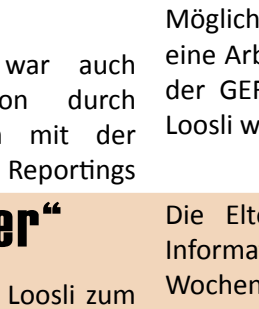 war auch
on durch
mit der
Reportings
er“
Loosli zum
Möglich
eine Arb
der GEF
Loosli w
Die Elte
Informa
Wochen